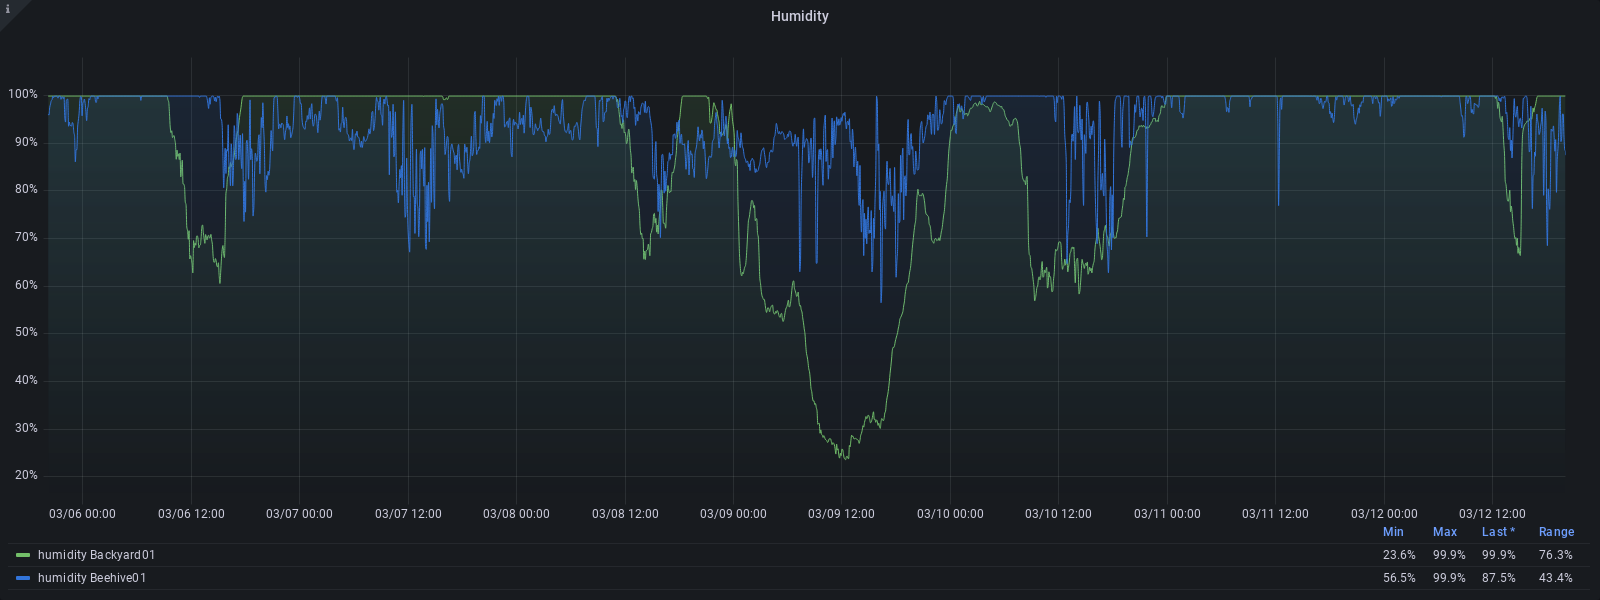 i
Humidity
100%
90%
80%
70%
60%
50%
40%
30%
20%
03/06 00:00 03/06 12:00 03/07 00:00 03/07 12:00 03/08 00:00 03/08 12:00 03/09 00:00 03/09 12:00 03/10 00:00 03/10 12:00 03/11 00:00 03/11 12:00 03/12 00:00 03/12 12:00
Min Max Last * Range
humidity Backyard01 23.6% 99.9% 99.9% 76.3%
humidity Beehive01 56.5% 99.9% 87.5% 43.4%